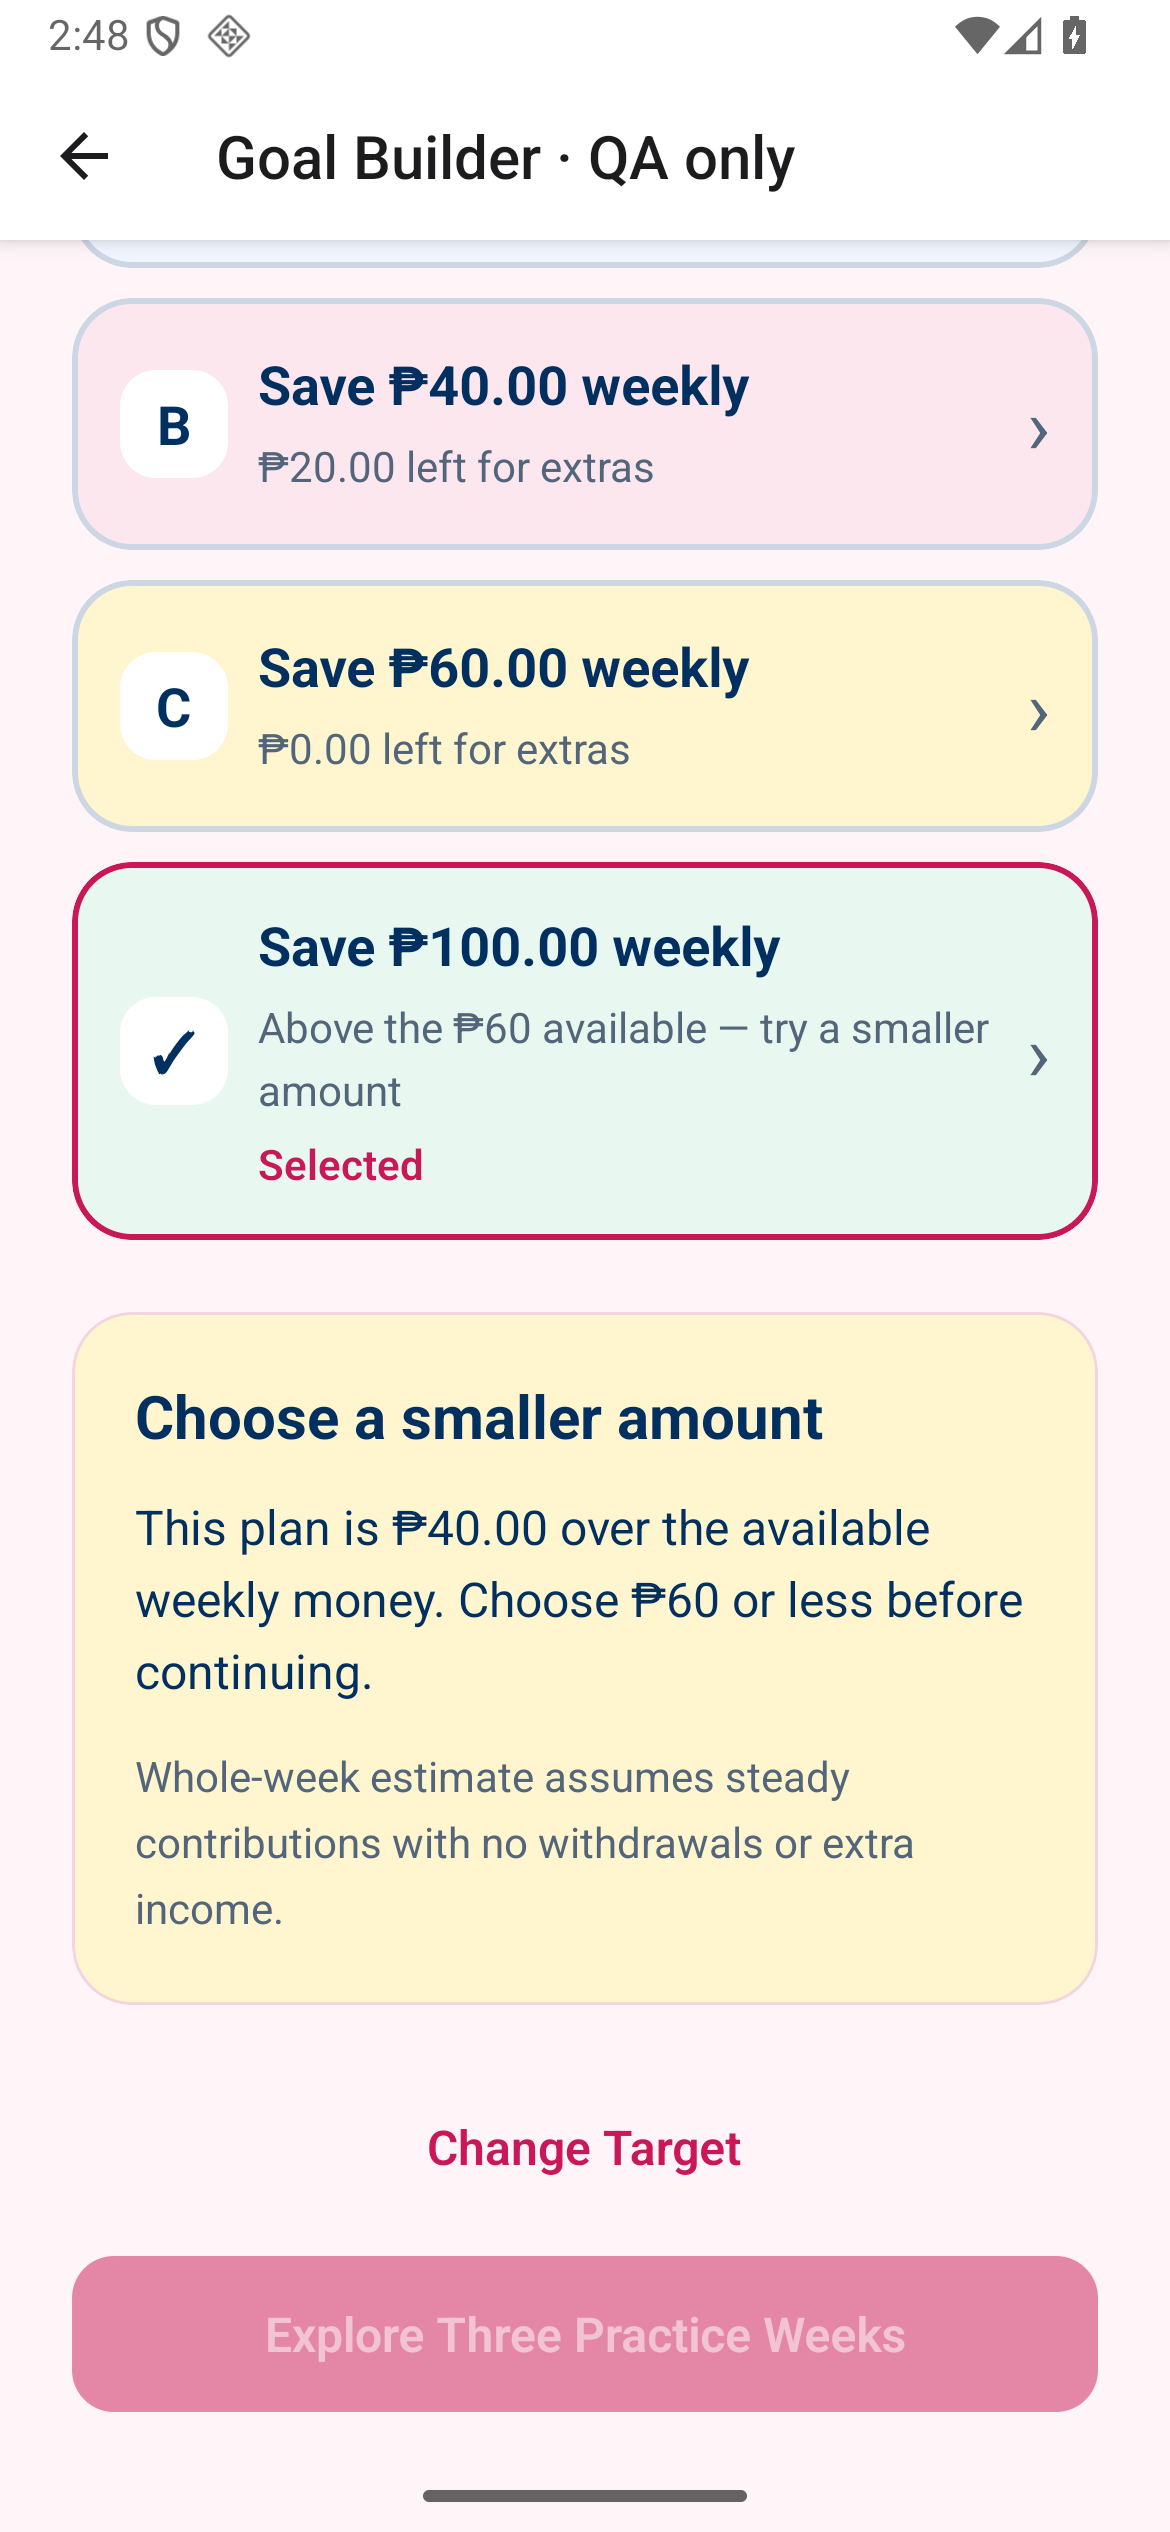 2:48
Goal Builder · QA only
B
Save ₱40.00 weekly
₱20.00 left for extras
›
C
Save ₱60.00 weekly
₱0.00 left for extras
›
✓
Save ₱100.00 weekly
Above the ₱60 available — try a smaller
amount
Selected
›
Choose a smaller amount
This plan is ₱40.00 over the available
weekly money. Choose ₱60 or less before
continuing.
Whole-week estimate assumes steady
contributions with no withdrawals or extra
income.
Change Target
Explore Three Practice Weeks